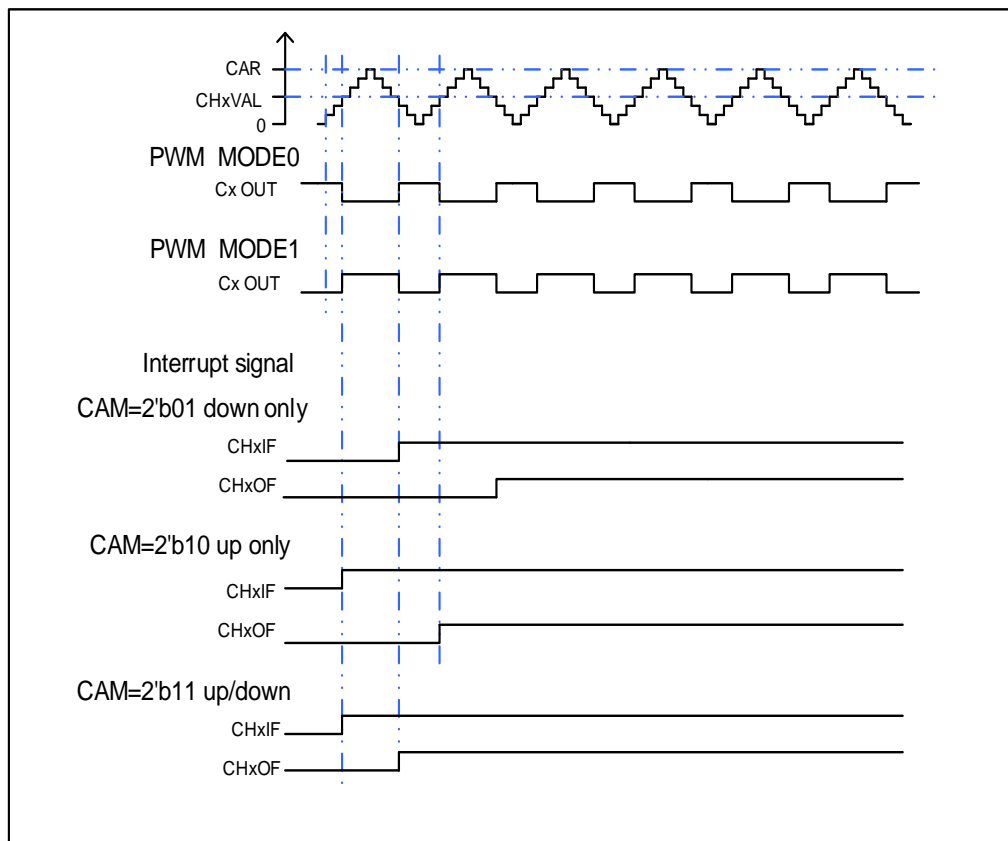 CAR
CHxVAL
0
PWM MODE0
Cx OUT
PWM MODE1
Cx OUT
Interrupt signal
CAM=2'b01 down only
CHxIF
CHxOF
CAM=2'b10 up only
CHxIF
CHxOF
CAM=2'b11 up/down
CHxIF
CHxOF